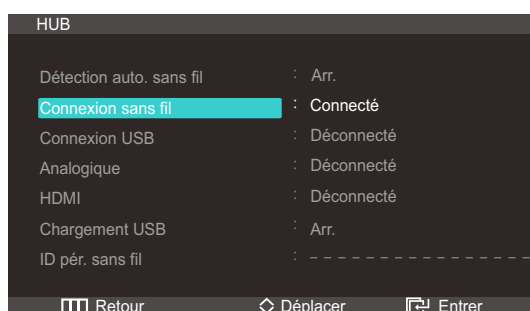 HUB
Détection auto. sans fil : Arr.
Connexion sans fil : Connecté
Connexion USB : Déconnecté
Analogique : Déconnecté
HDMI : Déconnecté
Chargement USB : Arr.
ID pér. sans fil : – – – – – – – – – – – – – – – –
Retour Déplacer Entrer